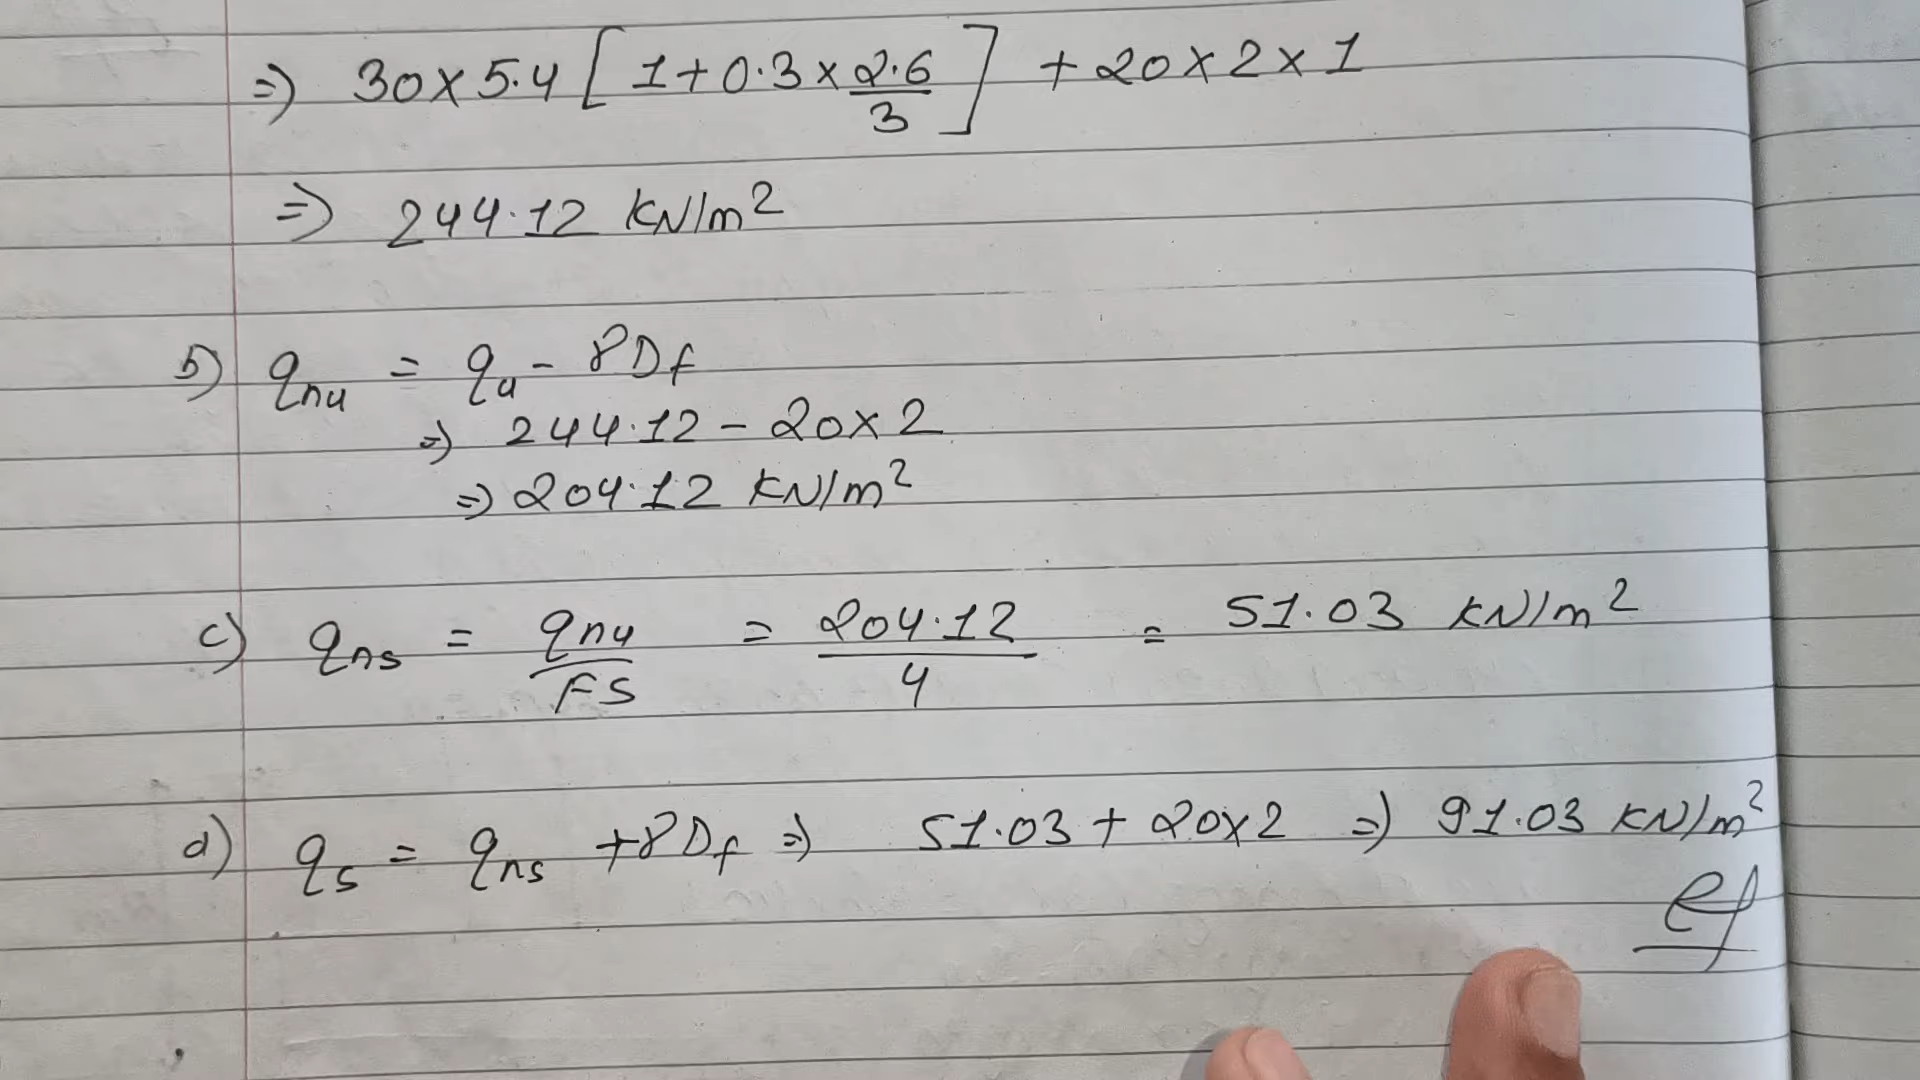 ⇒ 30×5.4 [1+0.3×2.6/3] + 20×2×1
⇒ 244.12 KN/m²
b) qnu = qu - γDf
⇒ 244.12 - 20×2
⇒ 204.12 KN/m²
c) qns = qnu/FS = 204.12/4 = 51.03 KN/m²
d) qs = qns + γDf ⇒ 51.03 + 20×2 ⇒ 91.03 KN/m²